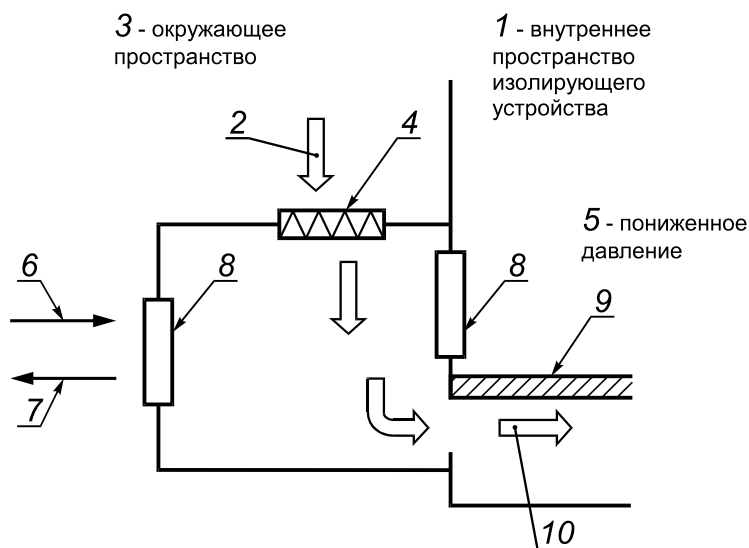 3 - окружающее
пространство
1 - внутреннее
пространство
изолирующего
устройства
2
4
5 - пониженное
давление
6
8
8
9
7
10